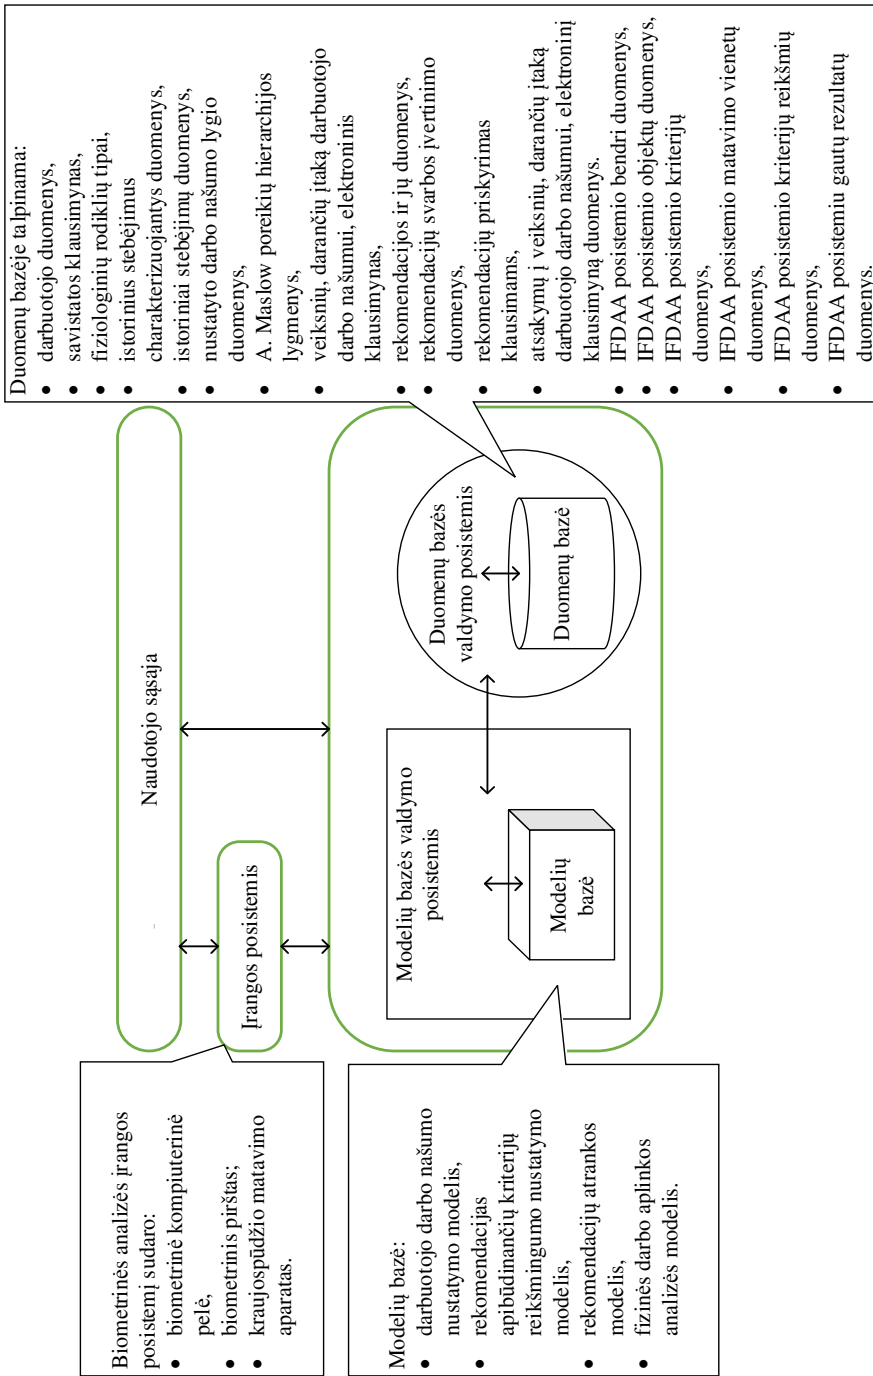 Biometrinės analizės įrangos
posistemį sudaro:
• biometrinė kompiuterinė
pelė,
• biometrinis pirštas;
• kraujospūdžio matavimo
aparatas.
Modelių bazė:
• darbuotojo darbo našumo
nustatymo modelis,
• rekomendacijas
apibūdinančių kriterijų
reikšmingumo nustatymo
modelis,
• rekomendacijų atrankos
modelis,
• fizinės darbo aplinkos
analizės modelis.
Naudotojo sąsaja
Įrangos posistemis
Modelių bazės valdymo
posistemis
Modelių
bazė
Duomenų bazės
valdymo posistemis
Duomenų bazė
Duomenų bazėje talpinama:
• darbuotojo duomenys,
• savistatos klausimynas,
• fiziologinių rodiklių tipai,
• istorinius stebėjimus
charakterizuojantys duomenys,
• istoriniai stebėjimų duomenys,
• nustatyto darbo našumo lygio
duomenys,
• A. Maslow poreikių hierarchijos
lygmenys,
• veiksnių, darančių įtaką darbuotojo
darbo našumui, elektroninis
klausimynas,
• rekomendacijos ir jų duomenys,
• rekomendacijų svarbos įvertinimo
duomenys,
• rekomendacijų priskyrimas
klausimams,
• atsakymų į veiksnių, darančių įtaką
darbuotojo darbo našumui, elektroninį
klausimyną duomenys.
• IFDAA posistemio bendri duomenys,
• IFDAA posistemio objektų duomenys,
• IFDAA posistemio kriterijų
duomenys,
• IFDAA posistemio matavimo vienetų
duomenys,
• IFDAA posistemio kriterijų reikšmių
duomenys,
• IFDAA posistemiu gautų rezultatų
duomenys.